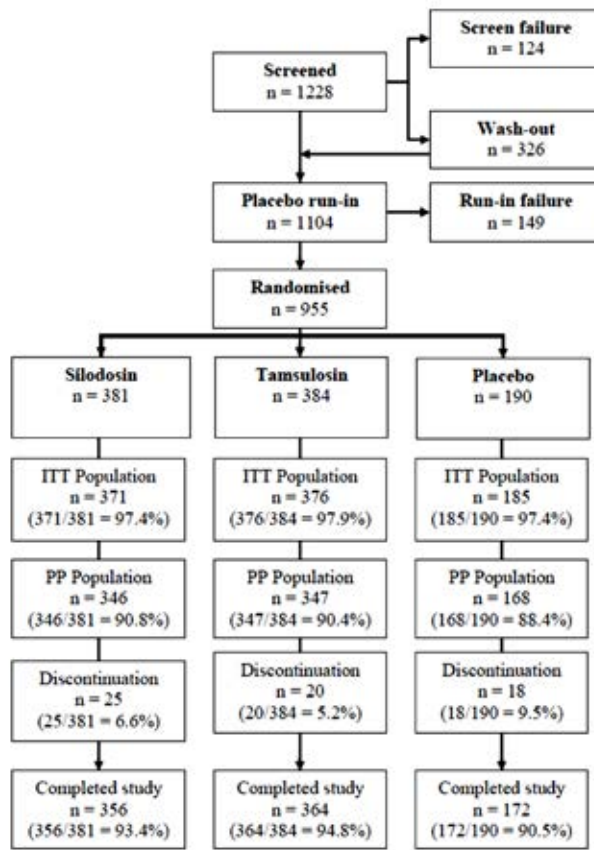 Screen failure
n = 124
Screened
n = 1228
Wash-out
n = 326
Placebo run-in
n = 1104
Run-in failure
n = 149
Randomised
n = 955
Silodosin
n = 381
Tamsulosin
n = 384
Placebo
n = 190
ITT Population
n = 371
(371/381 = 97.4%)
ITT Population
n = 376
(376/384 = 97.9%)
ITT Population
n = 185
(185/190 = 97.4%)
PP Population
n = 346
(346/381 = 90.8%)
PP Population
n = 347
(347/384 = 90.4%)
PP Population
n = 168
(168/190 = 88.4%)
Discontinuation
n = 25
(25/381 = 6.6%)
Discontinuation
n = 20
(20/384 = 5.2%)
Discontinuation
n = 18
(18/190 = 9.5%)
Completed study
n = 356
(356/381 = 93.4%)
Completed study
n = 364
(364/384 = 94.8%)
Completed study
n = 172
(172/190 = 90.5%)